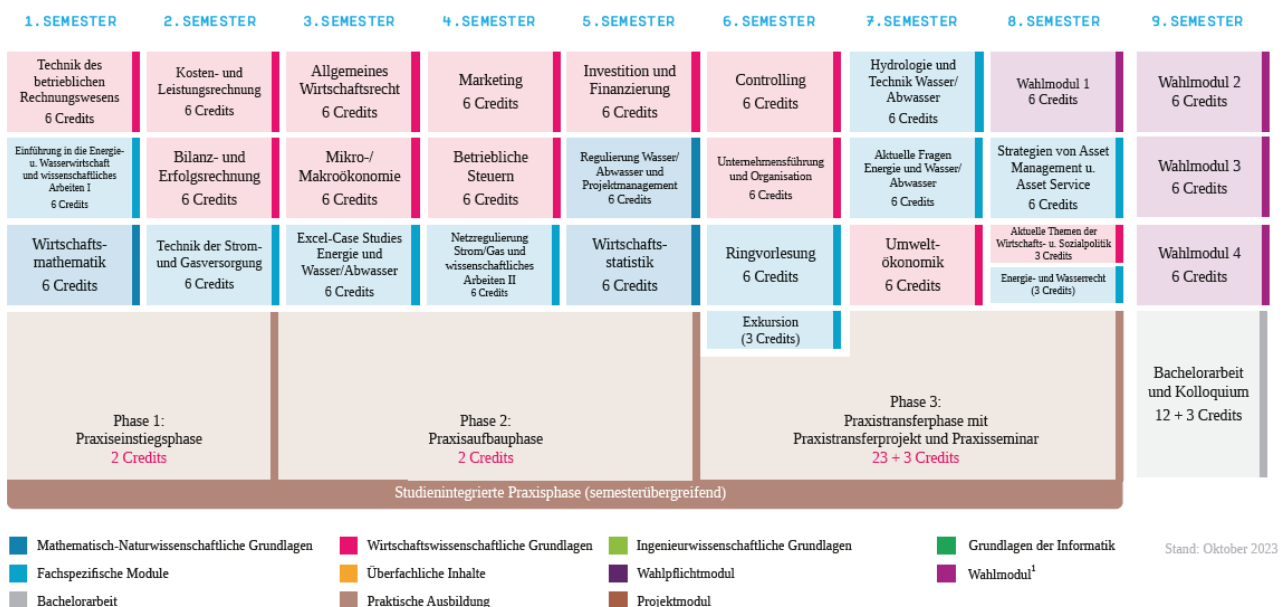 1.SEMESTER
2.SEMESTER
3.SEMESTER
4.SEMESTER
5.SEMESTER
6.SEMESTER
7.SEMESTER
8.SEMESTER
9.SEMESTER
Technik des
betrieblichen
Rechnungswesens
6 Credits
Kosten- und
Leistungsrechnung
6 Credits
Allgemeines
Wirtschaftsrecht
6 Credits
Marketing
6 Credits
Investition und
Finanzierung
6 Credits
Controlling
6 Credits
Hydrologie und
Technik Wasser/
Abwasser
6 Credits
Wahlmodul 1
6 Credits
Wahlmodul 2
6 Credits
Einführung in die Energie-
u. Wasserwirtschaft
und wissenschaftliches
Arbeiten I
6 Credits
Bilanz- und
Erfolgsrechnung
6 Credits
Mikro-/
Makroökonomie
6 Credits
Betriebliche
Steuern
6 Credits
Regulierung Wasser/
Abwasser und
Projektmanagement
6 Credits
Unternehmensführung
und Organisation
6 Credits
Aktuelle Fragen
Energie und Wasser/
Abwasser
6 Credits
Strategien von Asset
Management u.
Asset Service
6 Credits
Wahlmodul 3
6 Credits
Wirtschafts-
mathematik
6 Credits
Technik der Strom-
und Gasversorgung
6 Credits
Excel-Case Studies
Energie und
Wasser/Abwasser
6 Credits
Netzregulierung
Strom/Gas und
wissenschaftliches
Arbeiten II
6 Credits
Wirtschafts-
statistik
6 Credits
Ringvorlesung
6 Credits
Umwelt-
ökonomik
6 Credits
Aktuelle Themen der
Wirtschafts- u. Sozialpolitik
3 Credits
Energie- und Wasserrecht
(3 Credits)
Wahlmodul 4
6 Credits
Exkursion
(3 Credits)
Phase 1:
Praxiseinstiegsphase
2 Credits
Phase 2:
Praxisaufbauphase
2 Credits
Phase 3:
Praxistransferphase mit
Praxistransferprojekt und Praxisseminar
23 + 3 Credits
Bachelorarbeit
und Kolloquium
12 + 3 Credits
Studienintegrierte Praxisphase (semesterübergreifend)
Mathematisch-Naturwissenschaftliche Grundlagen
Wirtschaftswissenschaftliche Grundlagen
Ingenieurwissenschaftliche Grundlagen
Grundlagen der Informatik
Stand: Oktober 2023
Fachspezifische Module
Überfachliche Inhalte
Wahlpflichtmodul
Wahlmodul¹
Bachelorarbeit
Praktische Ausbildung
Projektmodul